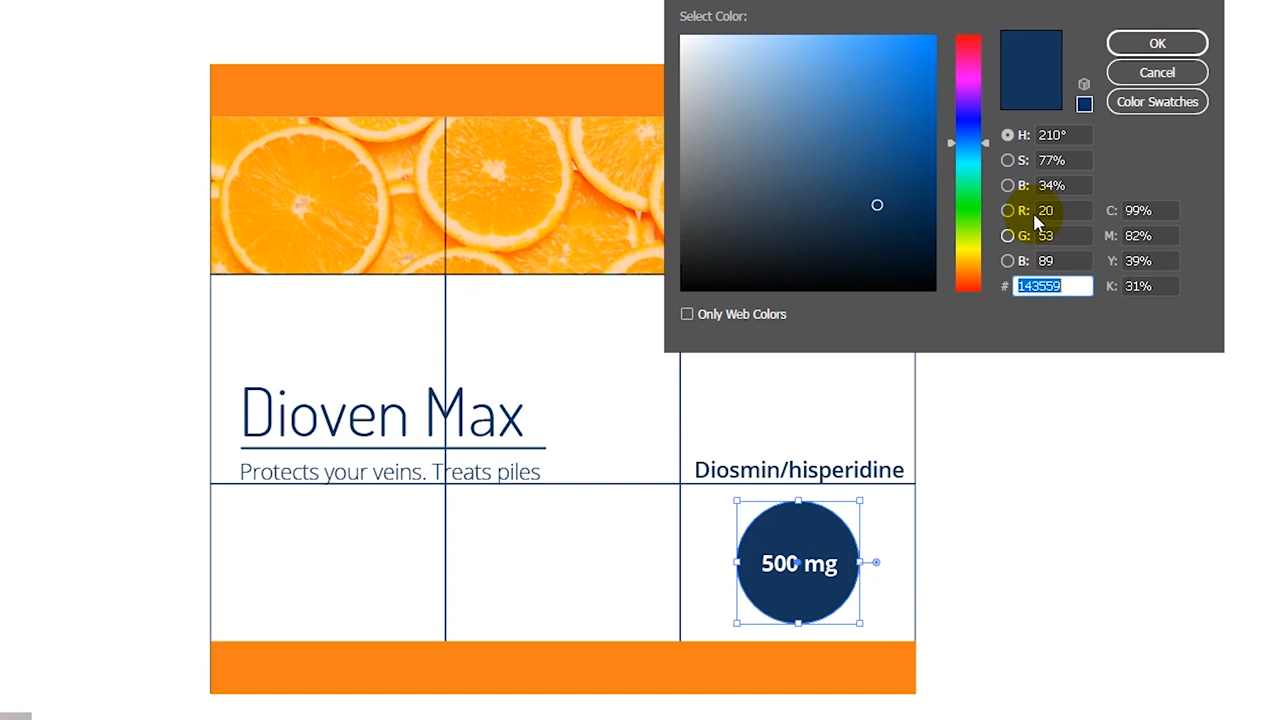 Select Color:
OK
Cancel
Color Swatches
H: 210°
S: 77%
B: 34%
R: 20
C: 99%
G: 53
M: 82%
B: 89
Y: 39%
# 143559
K: 31%
Only Web Colors
Dioven Max
Protects your veins. Treats piles
Diosmin/hisperidine
500 mg